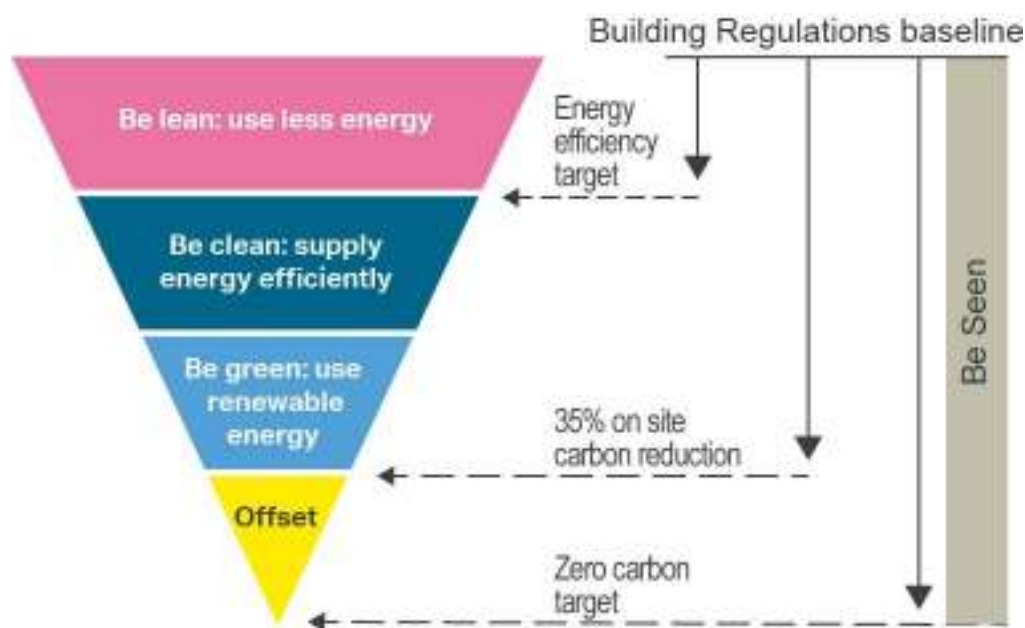 Building Regulations baseline
Be lean: use less energy
Energy
efficiency
target
Be clean: supply
energy efficiently
Be green: use
renewable
energy
35% on site
carbon reduction
Offset
Zero carbon
target
Be Seen